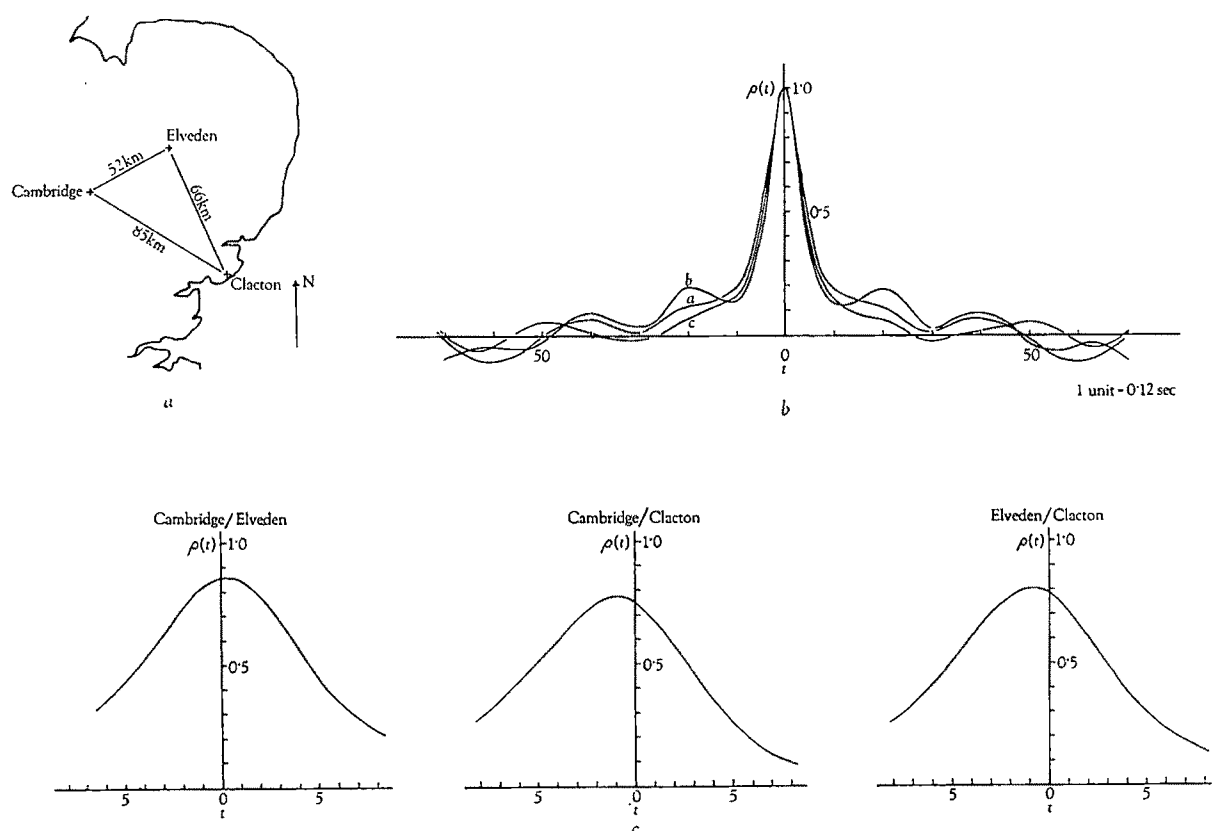 Elveden
52km
Cambridge
66km
85km
Clacton
N
a
ρ(t) 1·0
0·5
b
a
c
50 0 50
t
1 unit = 0·12 sec
b
Cambridge/Elveden
ρ(t) 1·0
0·5
5 0 5
t
Cambridge/Clacton
ρ(t) 1·0
0·5
5 0 5
t
Elveden/Clacton
ρ(t) 1·0
0·5
5 0 5
t
c